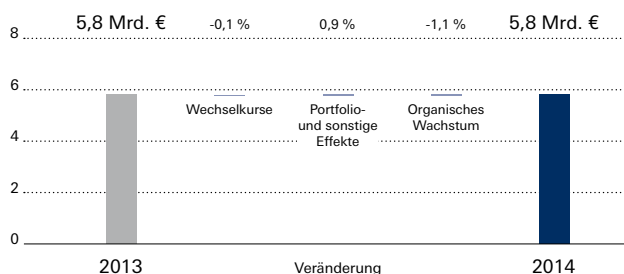 5,8 Mrd. € -0,1 % 0,9 % -1,1 % 5,8 Mrd. €
8
6
Wechselkurse Portfolio- Organisches
und sonstige Wachstum
Effekte
4
2
0
2013 Veränderung 2014